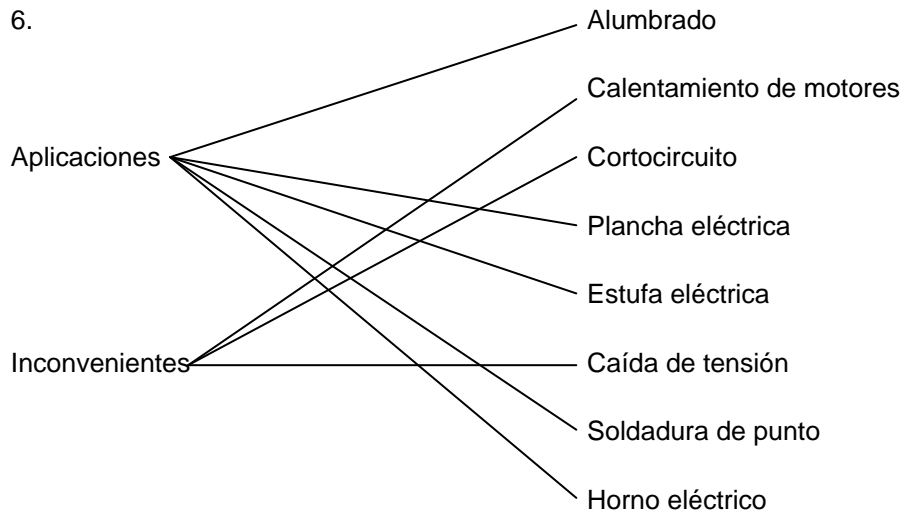 6.
Alumbrado
Calentamiento de motores
Aplicaciones
Cortocircuito
Plancha eléctrica
Estufa eléctrica
Inconvenientes
Caída de tensión
Soldadura de punto
Horno eléctrico